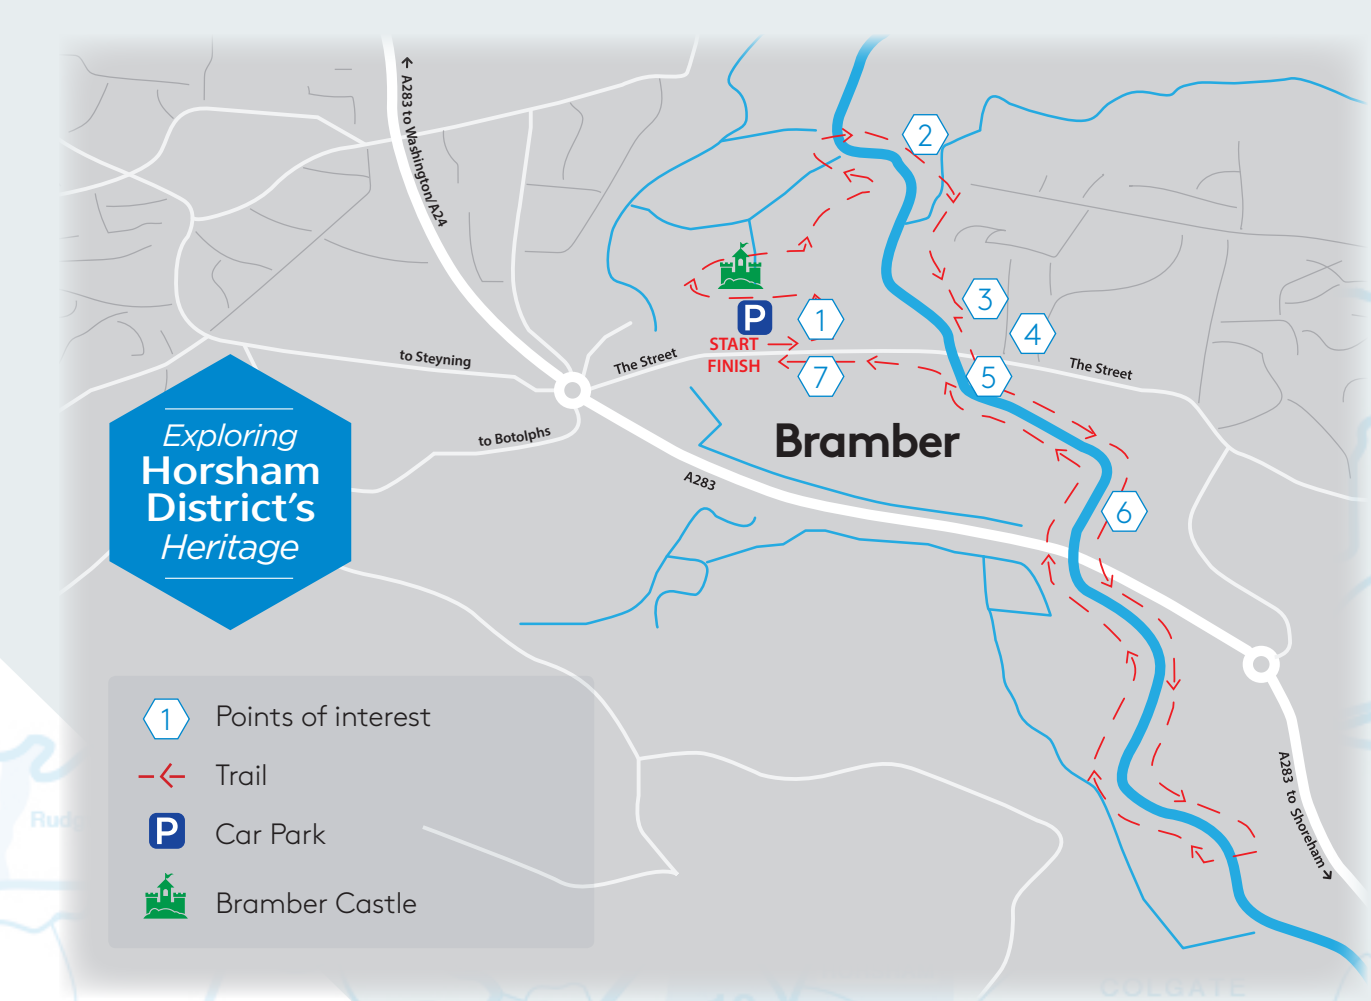 ← A283 to Washington/A24
2
3
1
4
P
START
FINISH
The Street
to Steyning
The Street
7
5
to Botolphs
Bramber
A283
6
Exploring
Horsham
District's
Heritage
1 Points of interest
Trail
P Car Park
Bramber Castle
A283 to Shoreham →
COLGATE